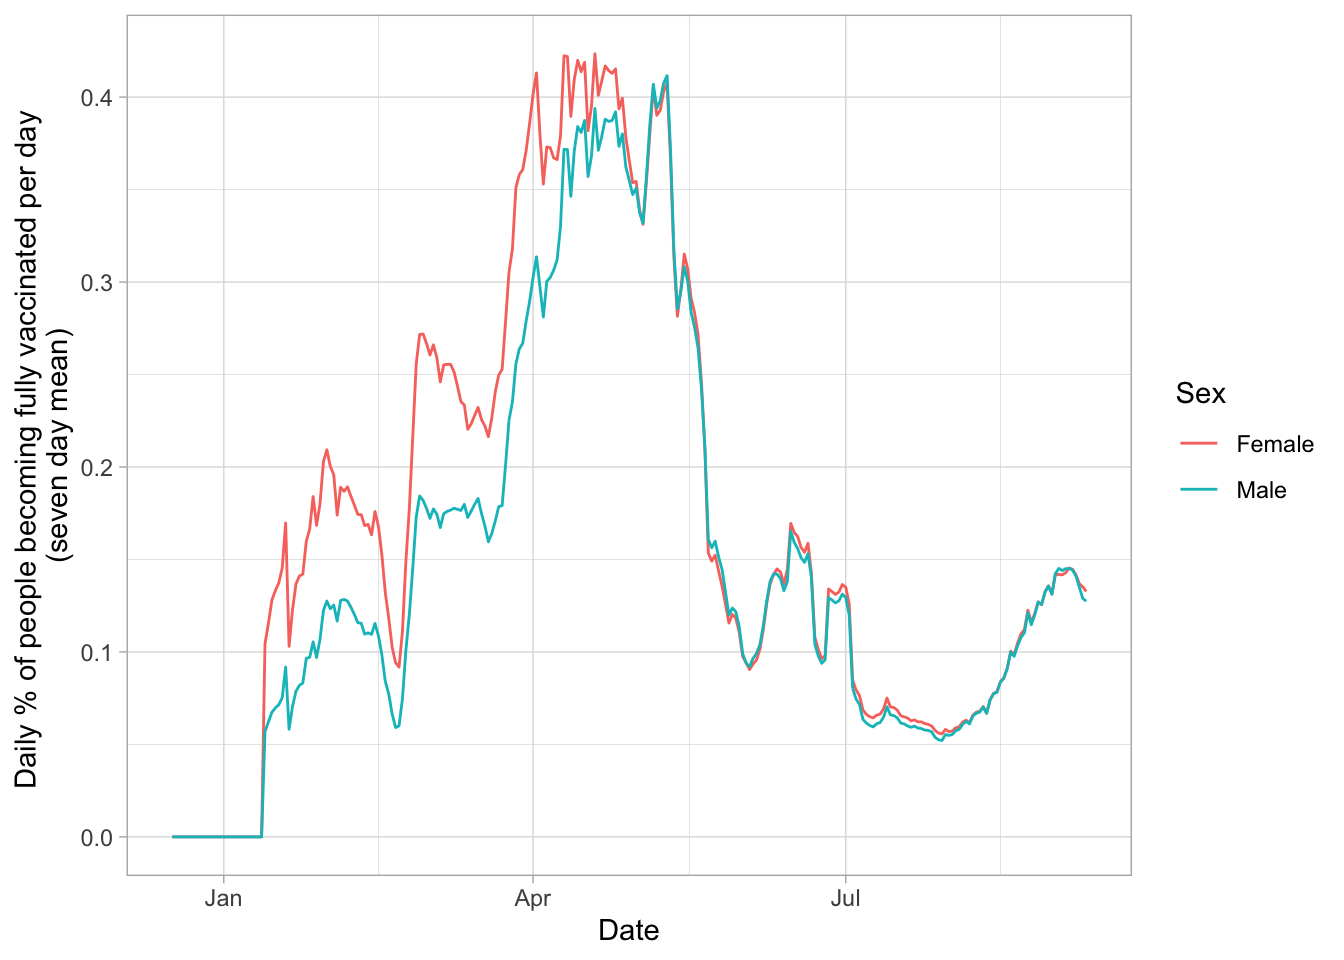 Daily % of people becoming fully vaccinated per day
(seven day mean)
0.4
0.3
0.2
0.1
0.0
Jan
Apr
Jul
Date
Sex
Female
Male